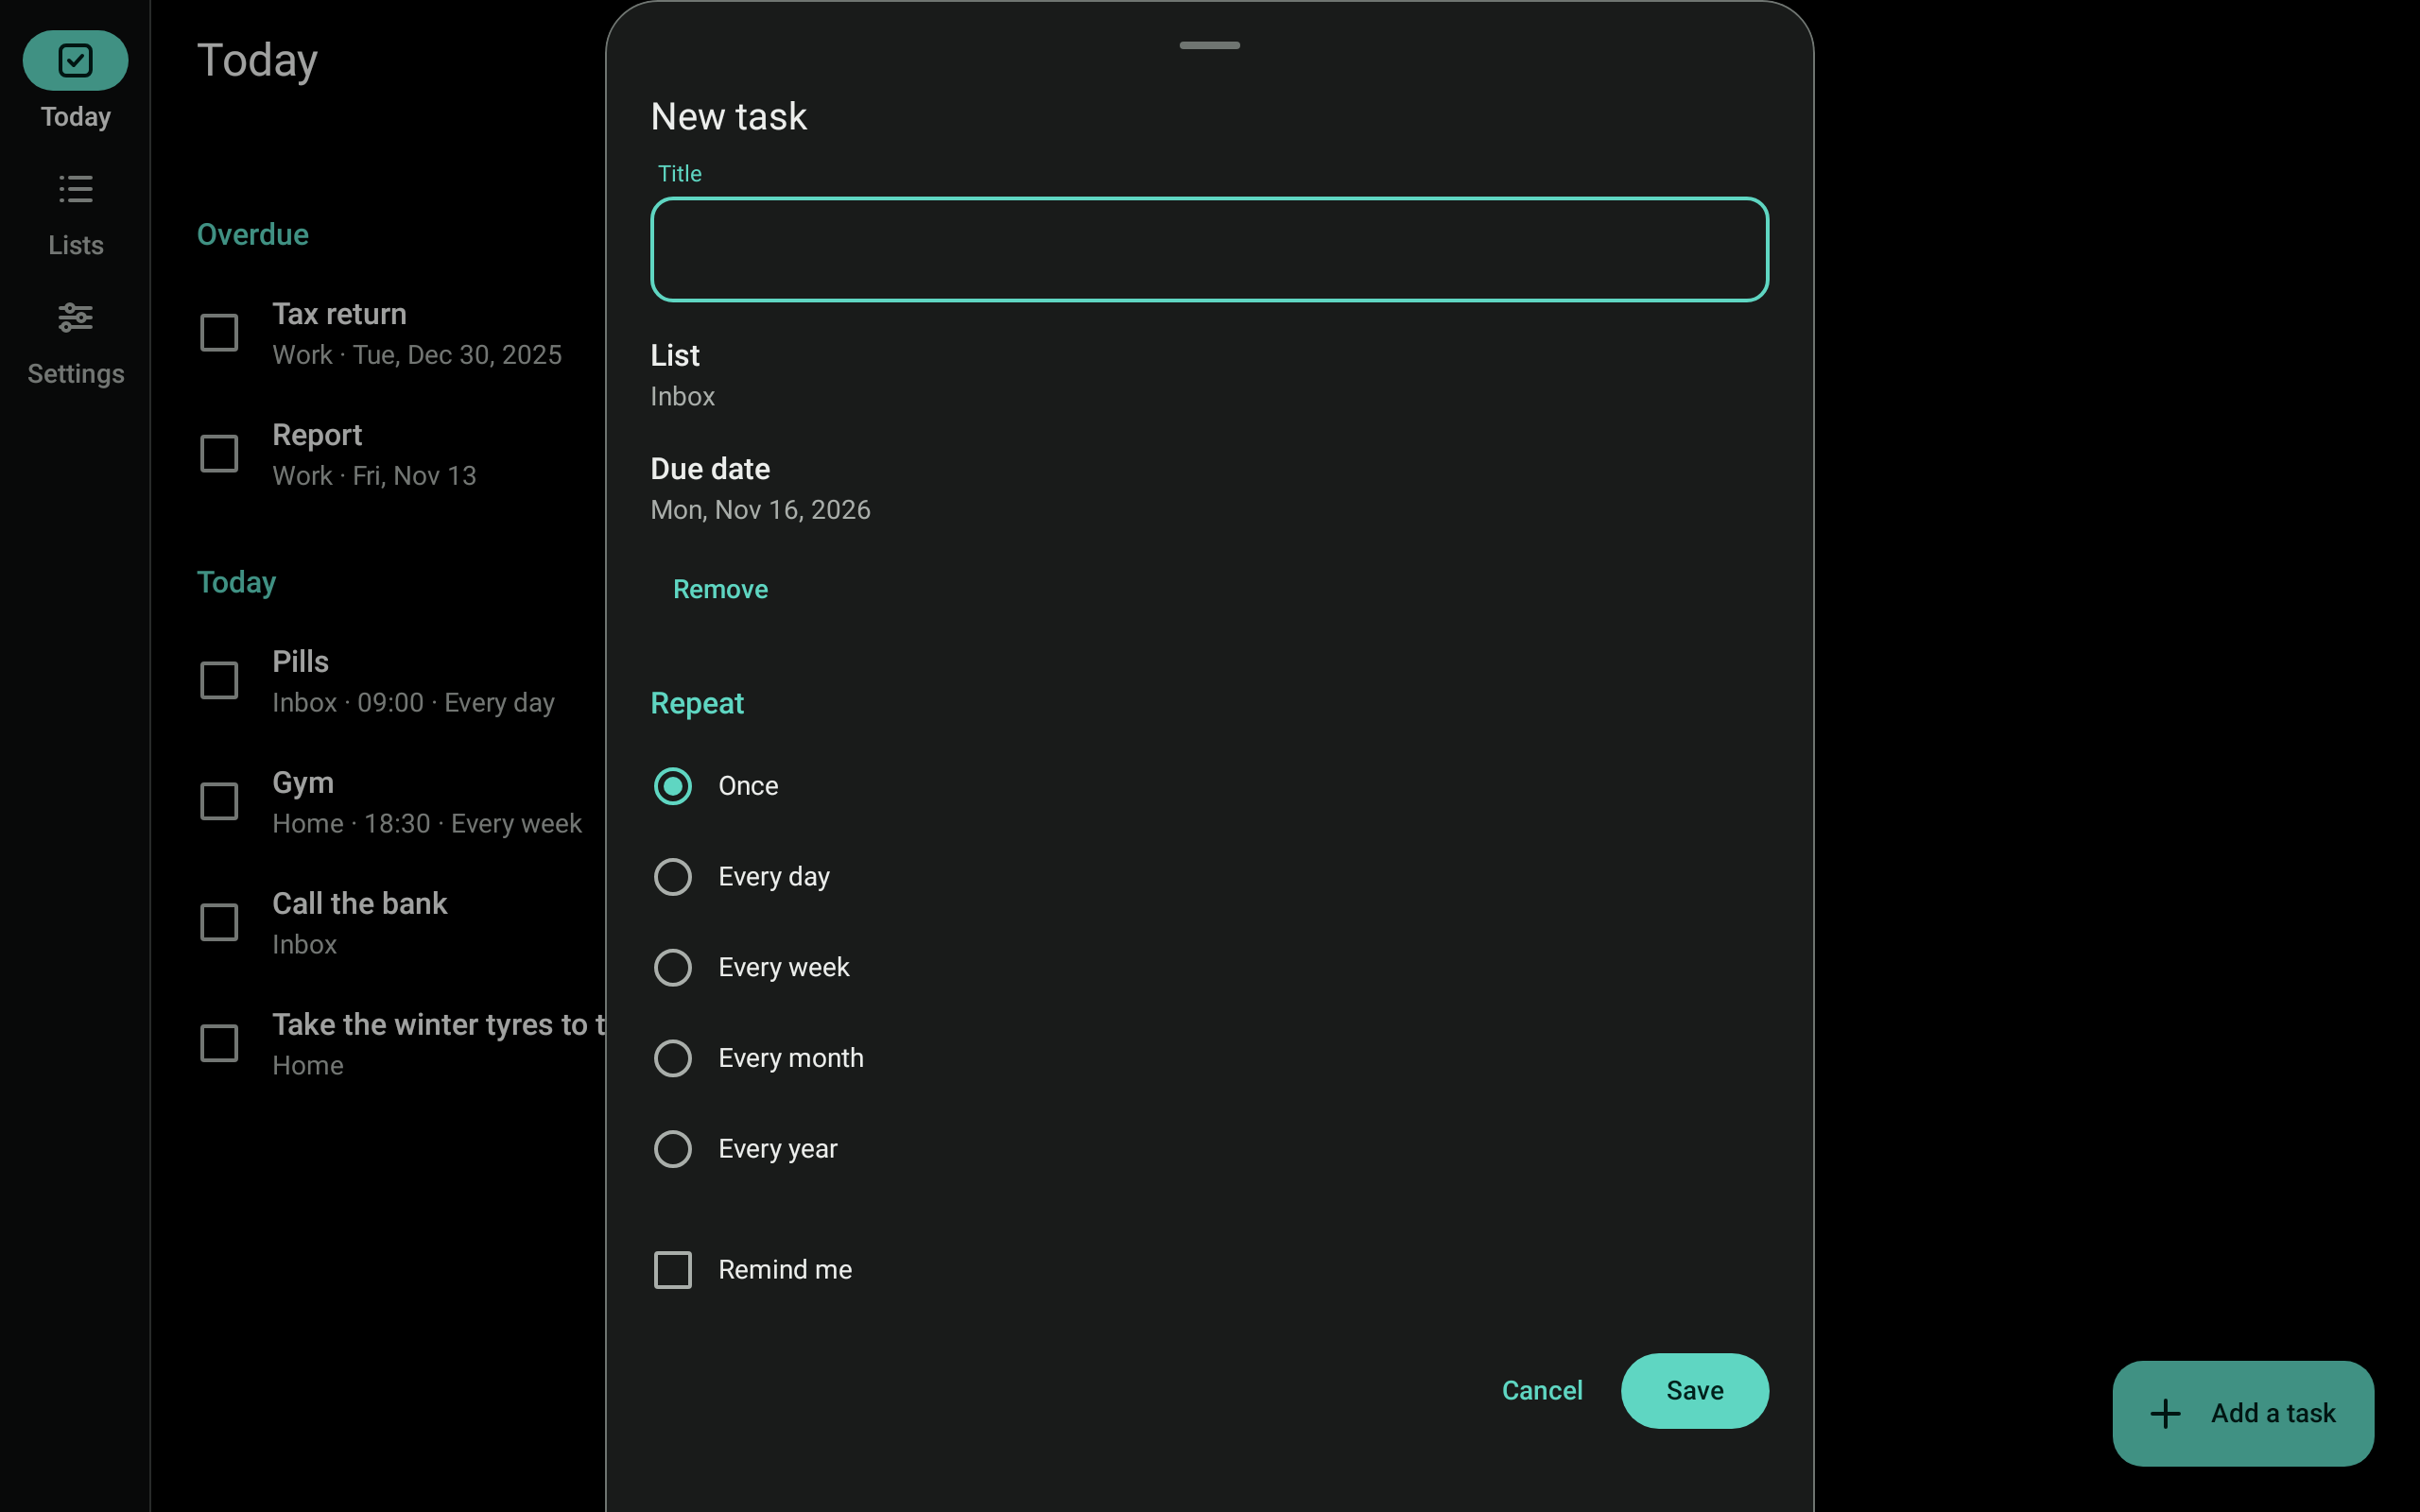 Today
Lists
Settings
Today
Overdue
Tax return
Work · Tue, Dec 30, 2025
Report
Work · Fri, Nov 13
Today
Pills
Inbox · 09:00 · Every day
Gym
Home · 18:30 · Every week
Call the bank
Inbox
Take the winter tyres to t
Home
New task
Title
List
Inbox
Due date
Mon, Nov 16, 2026
Remove
Repeat
Once
Every day
Every week
Every month
Every year
Remind me
Cancel
Save
Add a task